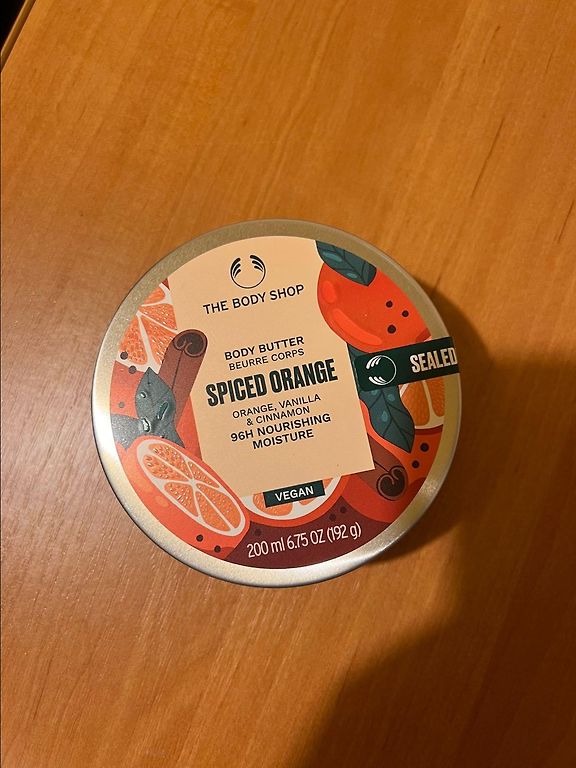 THE BODY SHOP
BODY BUTTER
BEURRE CORPS
SPICED ORANGE
ORANGE, VANILLA
& CINNAMON
96H NOURISHING
MOISTURE
SEALED
VEGAN
200 ml 6.75 OZ (192 g)